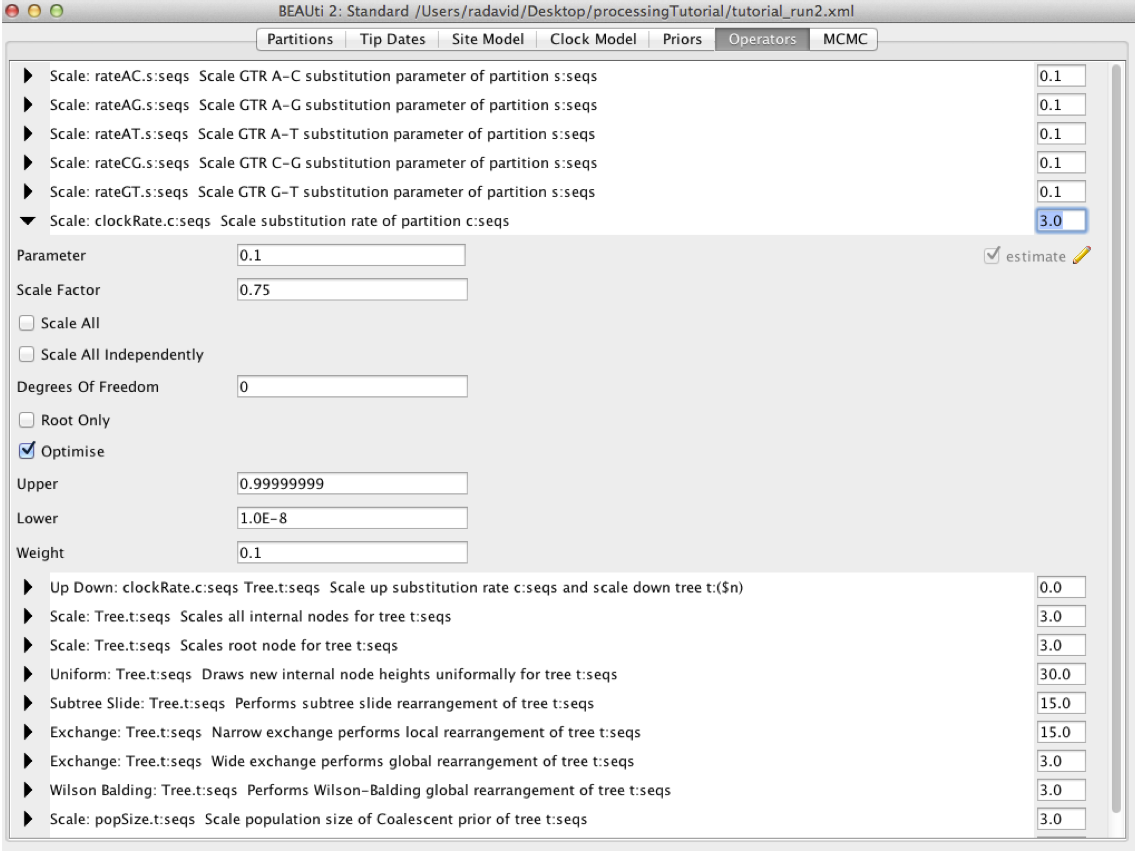 BEAUti 2: Standard /Users/radavid/Desktop/processingTutorial/tutorial_run2.xml
Partitions Tip Dates Site Model Clock Model Priors Operators MCMC
Scale: rateAC.s:seqs Scale GTR A-C substitution parameter of partition s:seqs 0.1
Scale: rateAG.s:seqs Scale GTR A-G substitution parameter of partition s:seqs 0.1
Scale: rateAT.s:seqs Scale GTR A-T substitution parameter of partition s:seqs 0.1
Scale: rateCG.s:seqs Scale GTR C-G substitution parameter of partition s:seqs 0.1
Scale: rateGT.s:seqs Scale GTR G-T substitution parameter of partition s:seqs 0.1
Scale: clockRate.c:seqs Scale substitution rate of partition c:seqs 3.0
Parameter 0.1 estimate
Scale Factor 0.75
Scale All
Scale All Independently
Degrees Of Freedom 0
Root Only
Optimise
Upper 0.99999999
Lower 1.0E-8
Weight 0.1
Up Down: clockRate.c:seqs Tree.t:seqs Scale up substitution rate c:seqs and scale down tree t:($n) 0.0
Scale: Tree.t:seqs Scales all internal nodes for tree t:seqs 3.0
Scale: Tree.t:seqs Scales root node for tree t:seqs 3.0
Uniform: Tree.t:seqs Draws new internal node heights uniformally for tree t:seqs 30.0
Subtree Slide: Tree.t:seqs Performs subtree slide rearrangement of tree t:seqs 15.0
Exchange: Tree.t:seqs Narrow exchange performs local rearrangement of tree t:seqs 15.0
Exchange: Tree.t:seqs Wide exchange performs global rearrangement of tree t:seqs 3.0
Wilson Balding: Tree.t:seqs Performs Wilson-Balding global rearrangement of tree t:seqs 3.0
Scale: popSize.t:seqs Scale population size of Coalescent prior of tree t:seqs 3.0